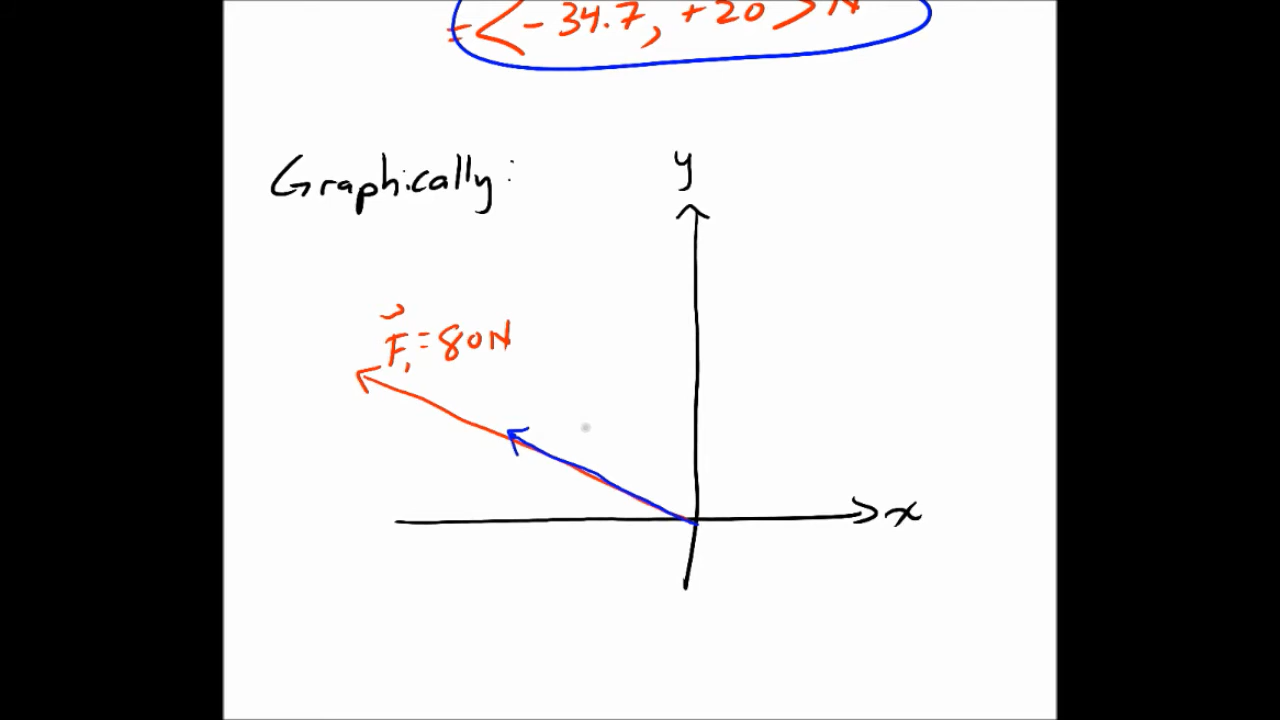 = < -34.7, +20 > N
Graphically:
y
F⃗₁ = 80N
x